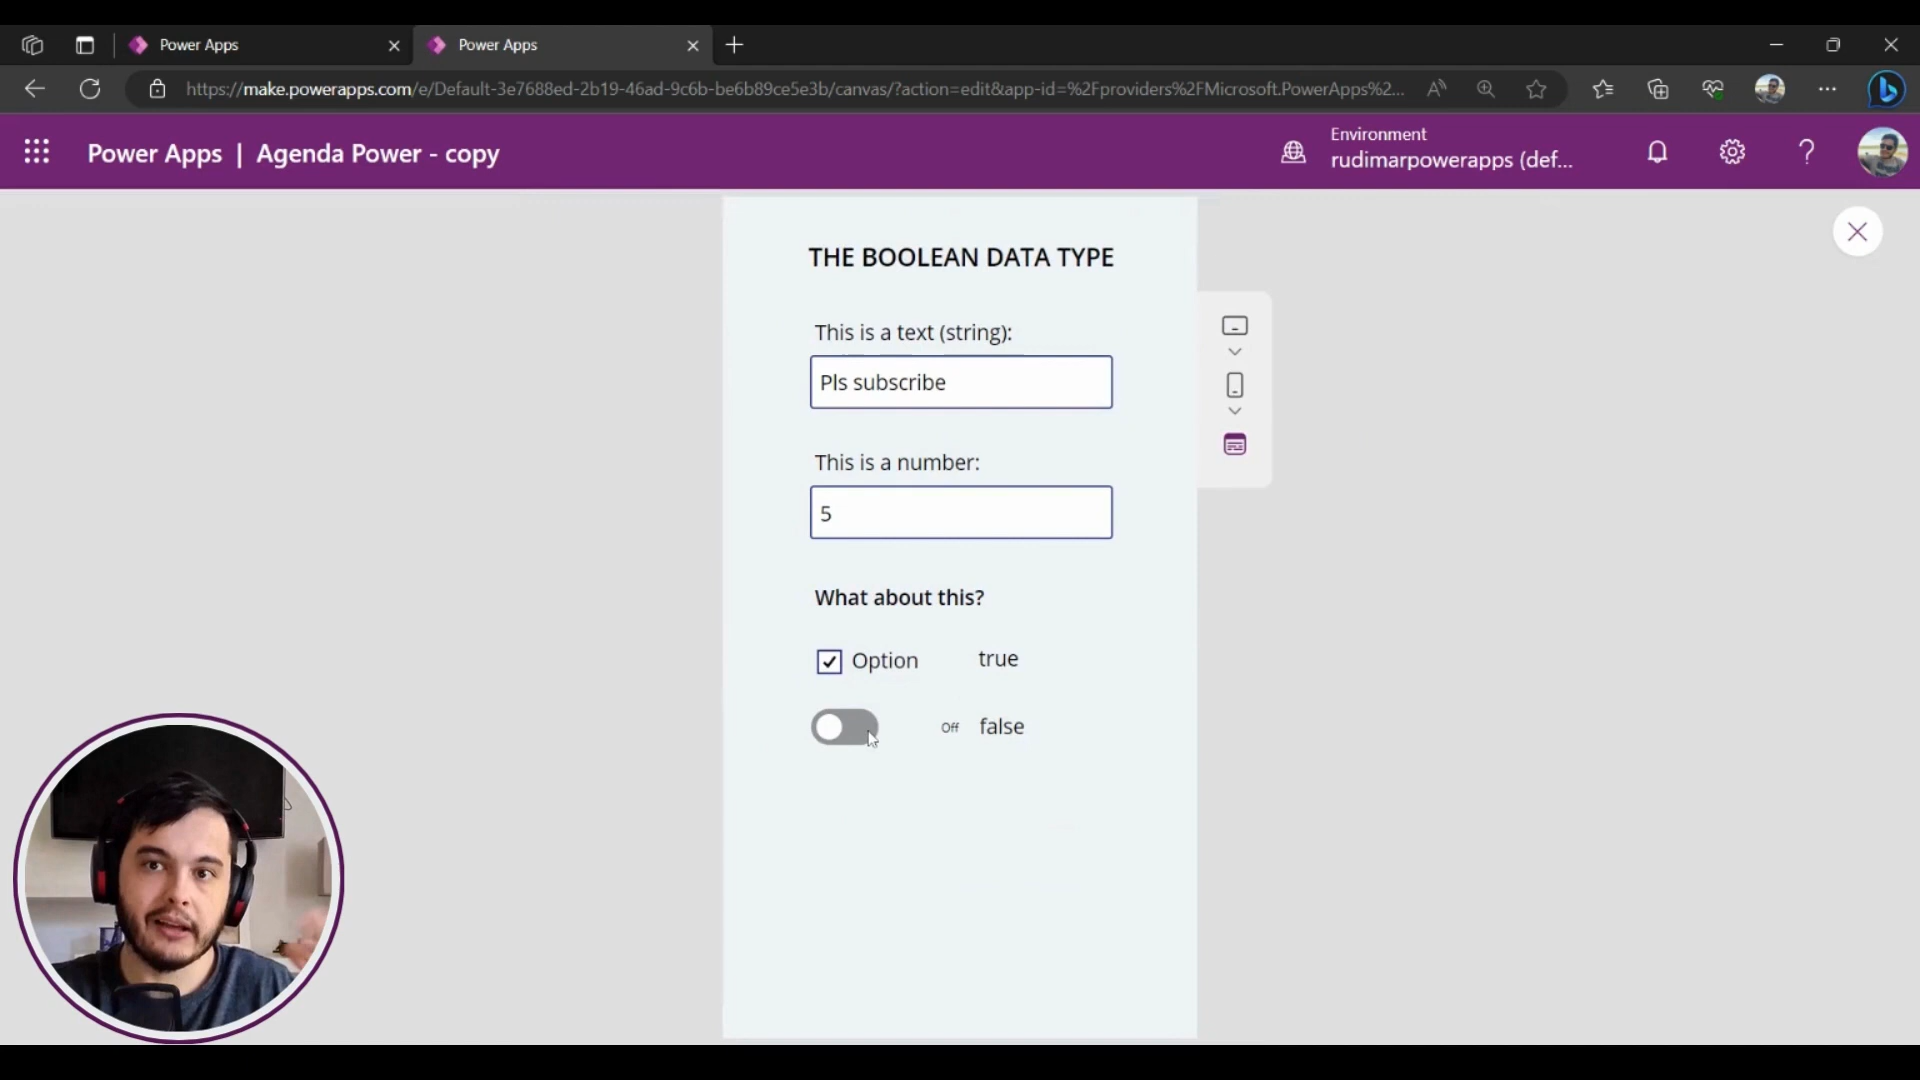 Power Apps
Power Apps
https://make.powerapps.com/e/Default-3e7688ed-2b19-46ad-9c6b-be6b89ce5e3b/canvas/?action=edit&app-id=%2Fproviders%2FMicrosoft.PowerApps%2...
Power Apps | Agenda Power - copy
Environment
rudimarpowerapps (def...
THE BOOLEAN DATA TYPE
This is a text (string):
Pls subscribe
This is a number:
5
What about this?
Option true
Off false